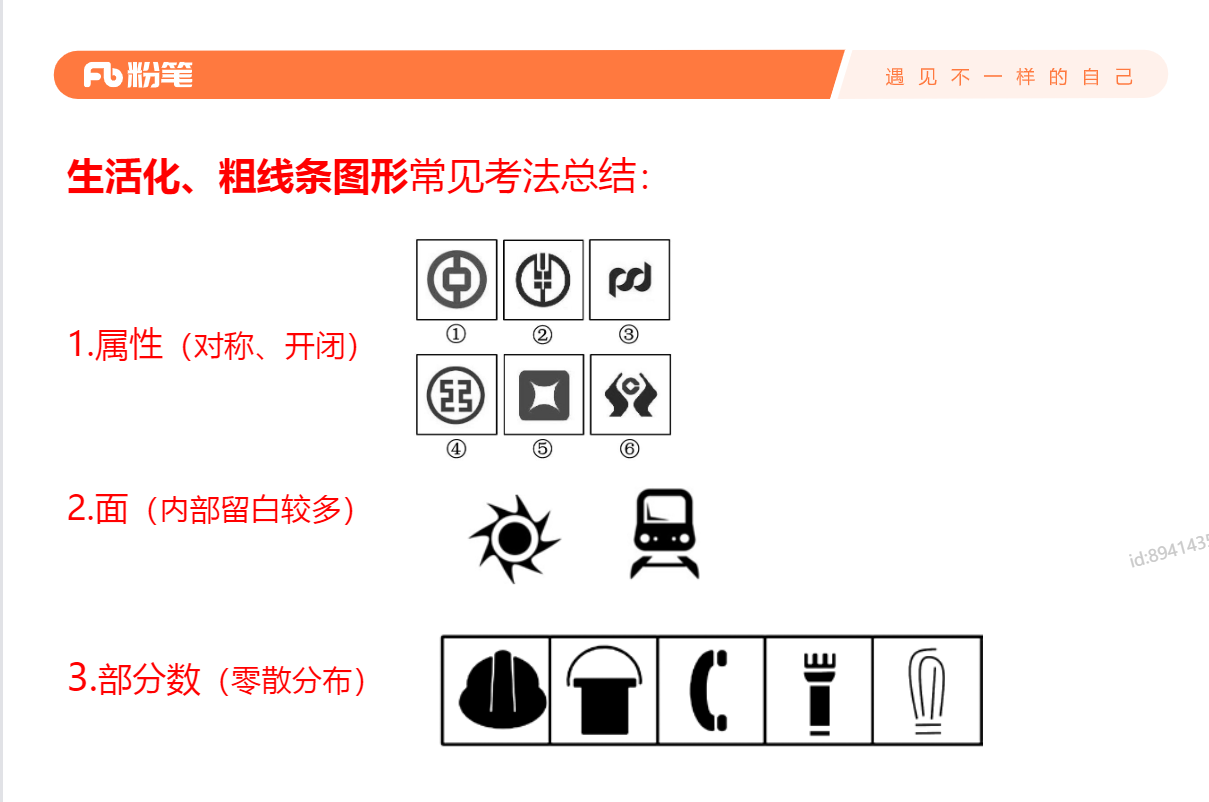 粉笔
遇见不一样的自己
生活化、粗线条图形常见考法总结：
① ② ③
1.属性（对称、开闭）
④ ⑤ ⑥
2.面（内部留白较多）
id:894143
3.部分数（零散分布）